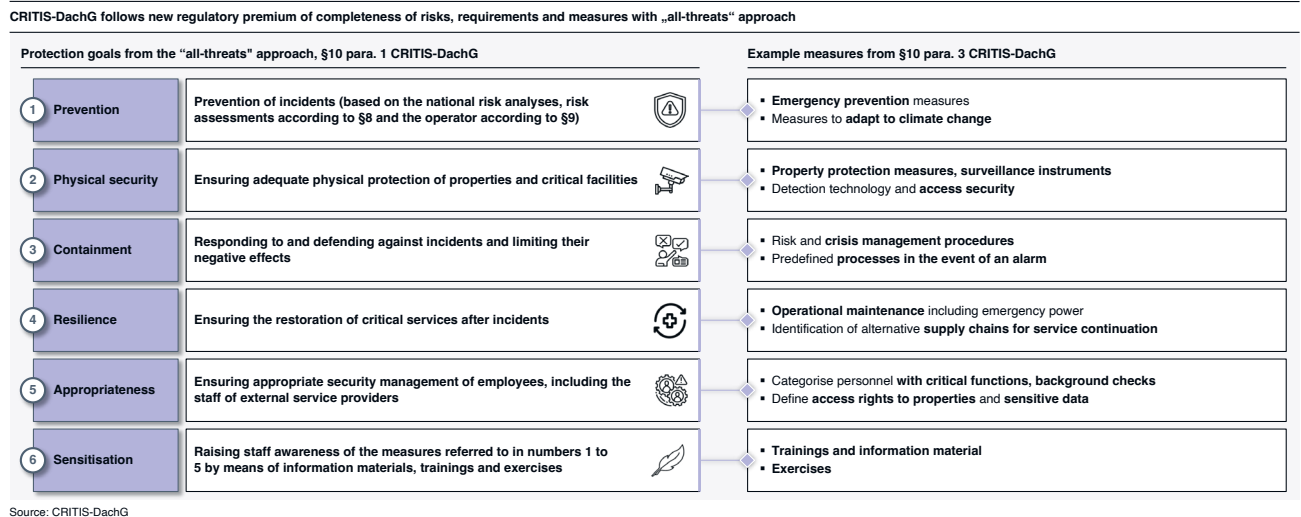 CRITIS-DachG follows new regulatory premium of completeness of risks, requirements and measures with „all-threats“ approach
Protection goals from the “all-threats" approach, §10 para. 1 CRITIS-DachG
Example measures from §10 para. 3 CRITIS-DachG
1
Prevention
Prevention of incidents (based on the national risk analyses, risk
assessments according to §8 and the operator according to §9)
▪ Emergency prevention measures
▪ Measures to adapt to climate change
2
Physical security
Ensuring adequate physical protection of properties and critical facilities
▪ Property protection measures, surveillance instruments
▪ Detection technology and access security
3
Containment
Responding to and defending against incidents and limiting their
negative effects
▪ Risk and crisis management procedures
▪ Predefined processes in the event of an alarm
4
Resilience
Ensuring the restoration of critical services after incidents
▪ Operational maintenance including emergency power
▪ Identification of alternative supply chains for service continuation
5
Appropriateness
Ensuring appropriate security management of employees, including the
staff of external service providers
▪ Categorise personnel with critical functions, background checks
▪ Define access rights to properties and sensitive data
6
Sensitisation
Raising staff awareness of the measures referred to in numbers 1 to
5 by means of information materials, trainings and exercises
▪ Trainings and information material
▪ Exercises
Source: CRITIS-DachG